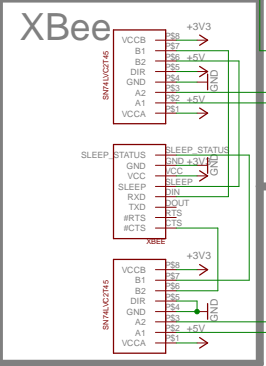 XBee
+3V3
VCCB P$8
B1 P$7
B2 P$6
DIR P$5 +5V
GND P$4 GND
A2 P$3
A1 P$2 +5V
VCCA P$1
SN74LVC2T45
SLEEP_STATUS SLEEP_STATUS
GND GND +3V3
VCC VCC GND
SLEEP SLEEP
RXD DIN
TXD DOUT
#RTS RTS
#CTS CTS
XBEE
+3V3
VCCB P$8
B1 P$7
B2 P$6
DIR P$5
GND P$4 GND
A2 P$3
A1 P$2 +5V
VCCA P$1
SN74LVC2T45